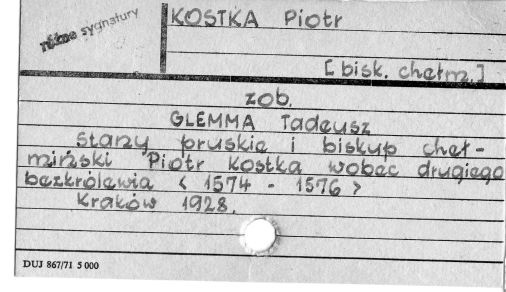 różne sygnatury
KOSTKA Piotr
[bisk. chełm.]
zob.
GLEMMA Tadeusz
Stany pruskie i biskup cheł-
miński Piotr Kostka wobec drugiego
bezkrólewia < 1574 - 1576 >
Kraków 1928.
DUJ 867/71 5 000